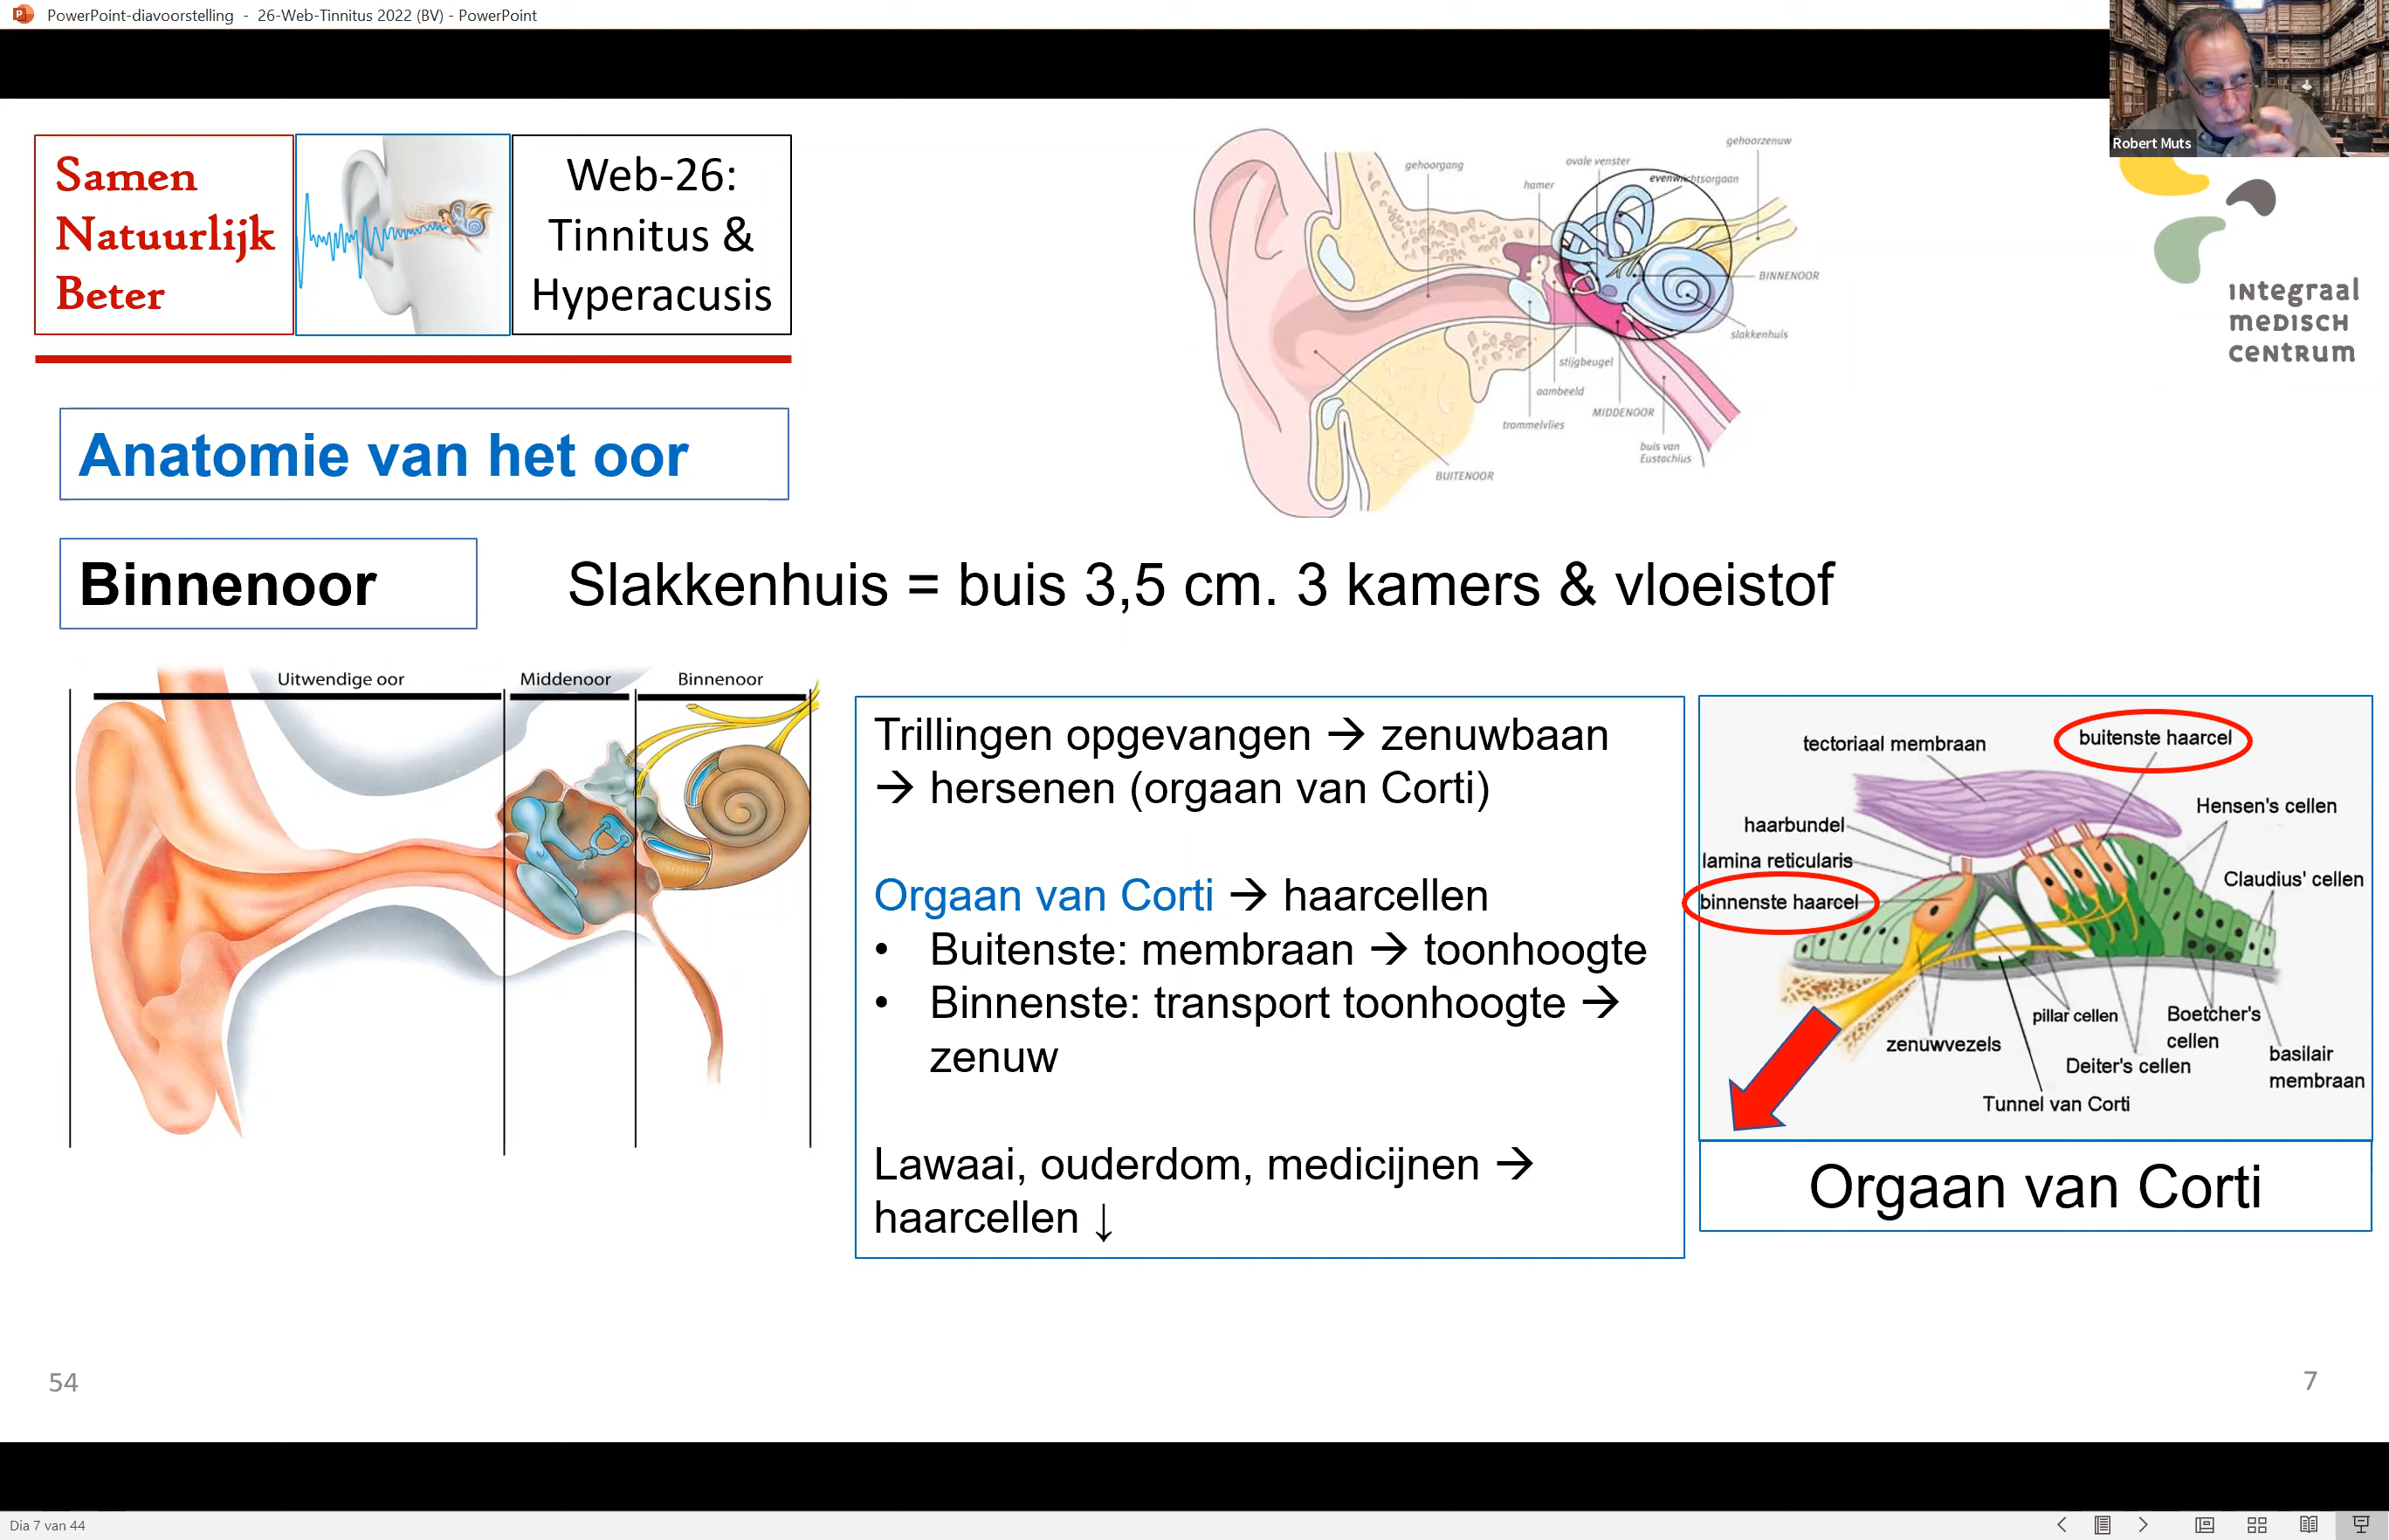 PowerPoint-diavoorstelling - 26-Web-Tinnitus 2022 (BV) - PowerPoint
Robert Muts
Samen
Natuurlijk
Beter
Web-26:
Tinnitus &
Hyperacusis
gehoorgang
hamer
ovale venster
gehoorzenuw
evenwichtsorgaan
BINNENOOR
slakkenhuis
stijgbeugel
aambeeld
MIDDENOOR
trommelvlies
buis van
Eustachius
BUITENOOR
INtegraal
meDISCH
CeNtRum
Anatomie van het oor
Binnenoor
Slakkenhuis = buis 3,5 cm. 3 kamers & vloeistof
Uitwendige oor
Middenoor
Binnenoor
Trillingen opgevangen → zenuwbaan
→ hersenen (orgaan van Corti)
Orgaan van Corti → haarcellen
• Buitenste: membraan → toonhoogte
• Binnenste: transport toonhoogte →
zenuw
Lawaai, ouderdom, medicijnen →
haarcellen ↓
tectoriaal membraan
buitenste haarcel
Hensen's cellen
haarbundel
lamina reticularis
binnenste haarcel
Claudius' cellen
zenuwvezels
pillar cellen
Boetcher's
cellen
Deiter's cellen
basilair
membraan
Tunnel van Corti
Orgaan van Corti
54
7
Dia 7 van 44